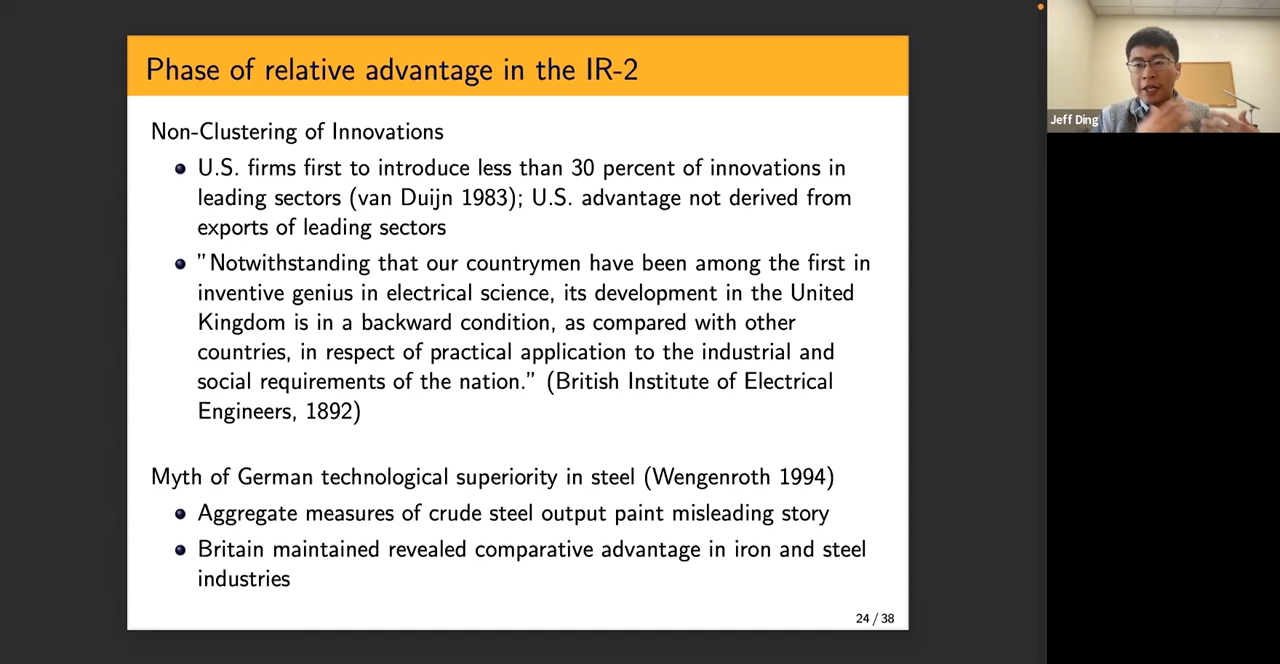 Phase of relative advantage in the IR-2
Jeff Ding
Non-Clustering of Innovations
U.S. firms first to introduce less than 30 percent of innovations in
leading sectors (van Duijn 1983); U.S. advantage not derived from
exports of leading sectors
”Notwithstanding that our countrymen have been among the first in
inventive genius in electrical science, its development in the United
Kingdom is in a backward condition, as compared with other
countries, in respect of practical application to the industrial and
social requirements of the nation.” (British Institute of Electrical
Engineers, 1892)
Myth of German technological superiority in steel (Wengenroth 1994)
Aggregate measures of crude steel output paint misleading story
Britain maintained revealed comparative advantage in iron and steel
industries
24 / 38